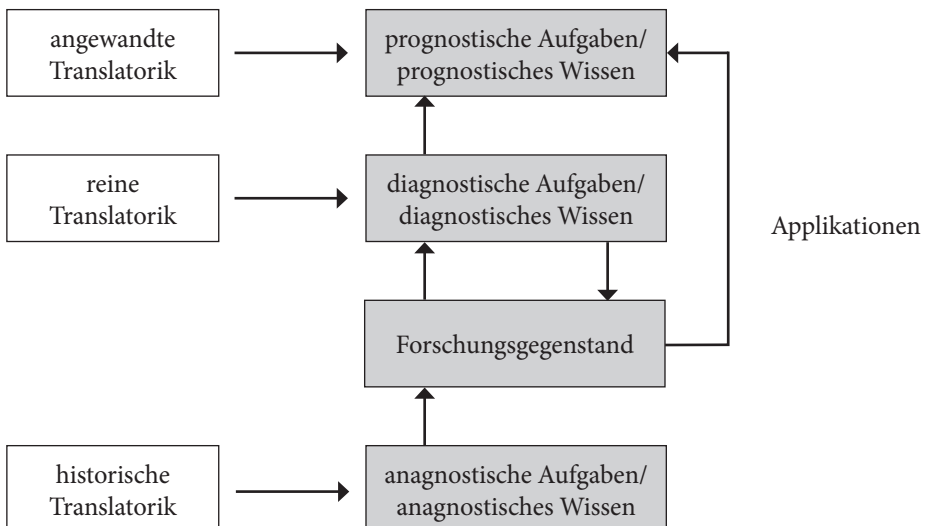 angewandte
Translatorik
prognostische Aufgaben/
prognostisches Wissen
reine
Translatorik
diagnostische Aufgaben/
diagnostisches Wissen
Applikationen
Forschungsgegenstand
historische
Translatorik
anagnostische Aufgaben/
anagnostisches Wissen